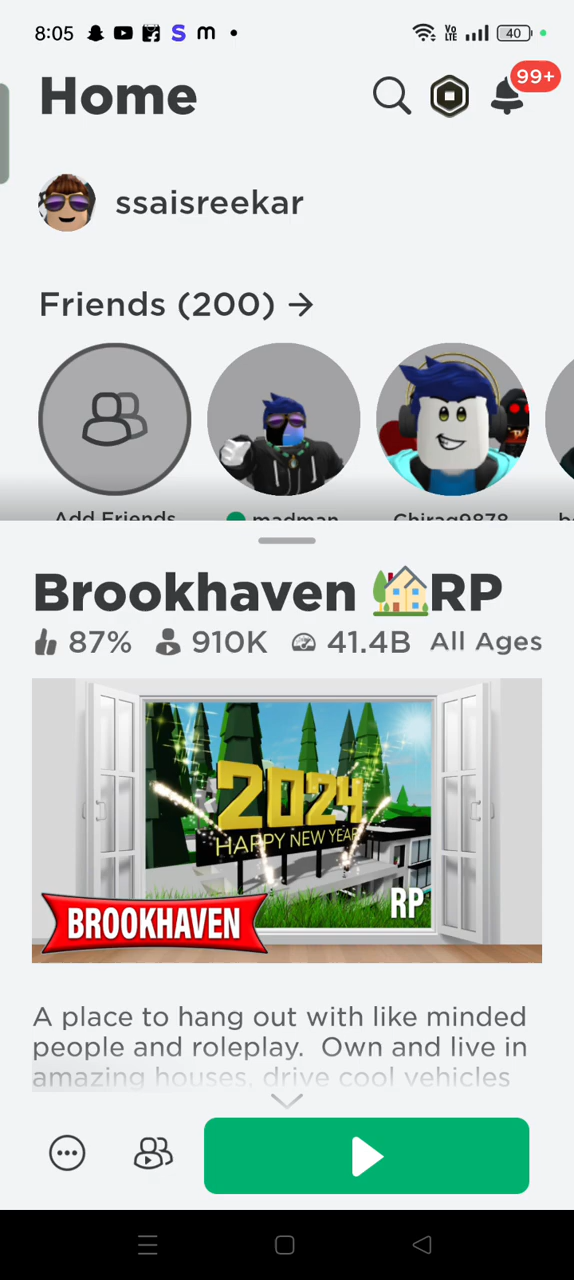 8:05
Vo
LTE
40
Home
99+
ssaisreekar
Friends (200) →
Add Friends
madman
Chirag9878
Brookhaven 🏡RP
87% 910K 41.4B All Ages
2024
HAPPY NEW YEAR
RP
BROOKHAVEN
A place to hang out with like minded
people and roleplay.  Own and live in
amazing houses, drive cool vehicles